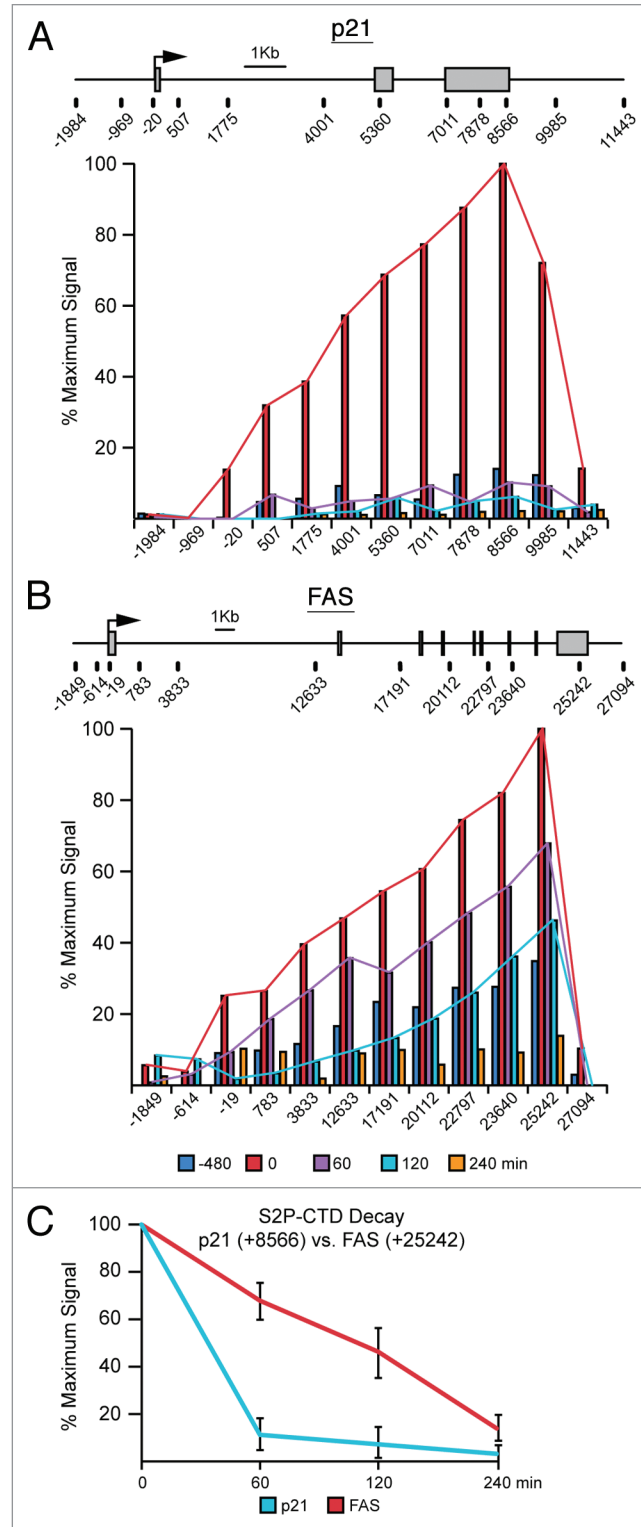 A
p21
1Kb
-1984 -969 -20 507 1775 4001 5360 7011 7878 8566 9985 11443
100
80
60
40
20
% Maximum Signal
-1984 -969 -20 507 1775 4001 5360 7011 7878 8566 9985 11443
B
FAS
1Kb
-1849 -614 -19 783 3833 12633 17191 20112 22797 23640 25242 27094
100
80
60
40
20
% Maximum Signal
-1849 -614 -19 783 3833 12633 17191 20112 22797 23640 25242 27094
-480 0 60 120 240 min
C
S2P-CTD Decay
p21 (+8566) vs. FAS (+25242)
100
80
60
40
20
% Maximum Signal
0 60 120 240 min
p21 FAS